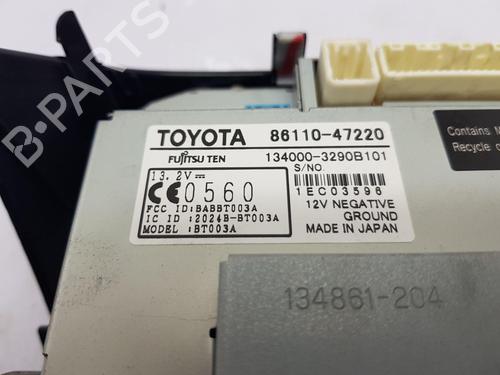 B-PARTS
TOYOTA 86110-47220
FUJITSU TEN 134000-3290B101
13.2V S/NO.
CE0560 1EC03596
FCC ID:BABBT003A 12V NEGATIVE
IC ID :2024B-BT003A GROUND
MODEL :BT003A MADE IN JAPAN
Contains M
Recycle o
134861-204